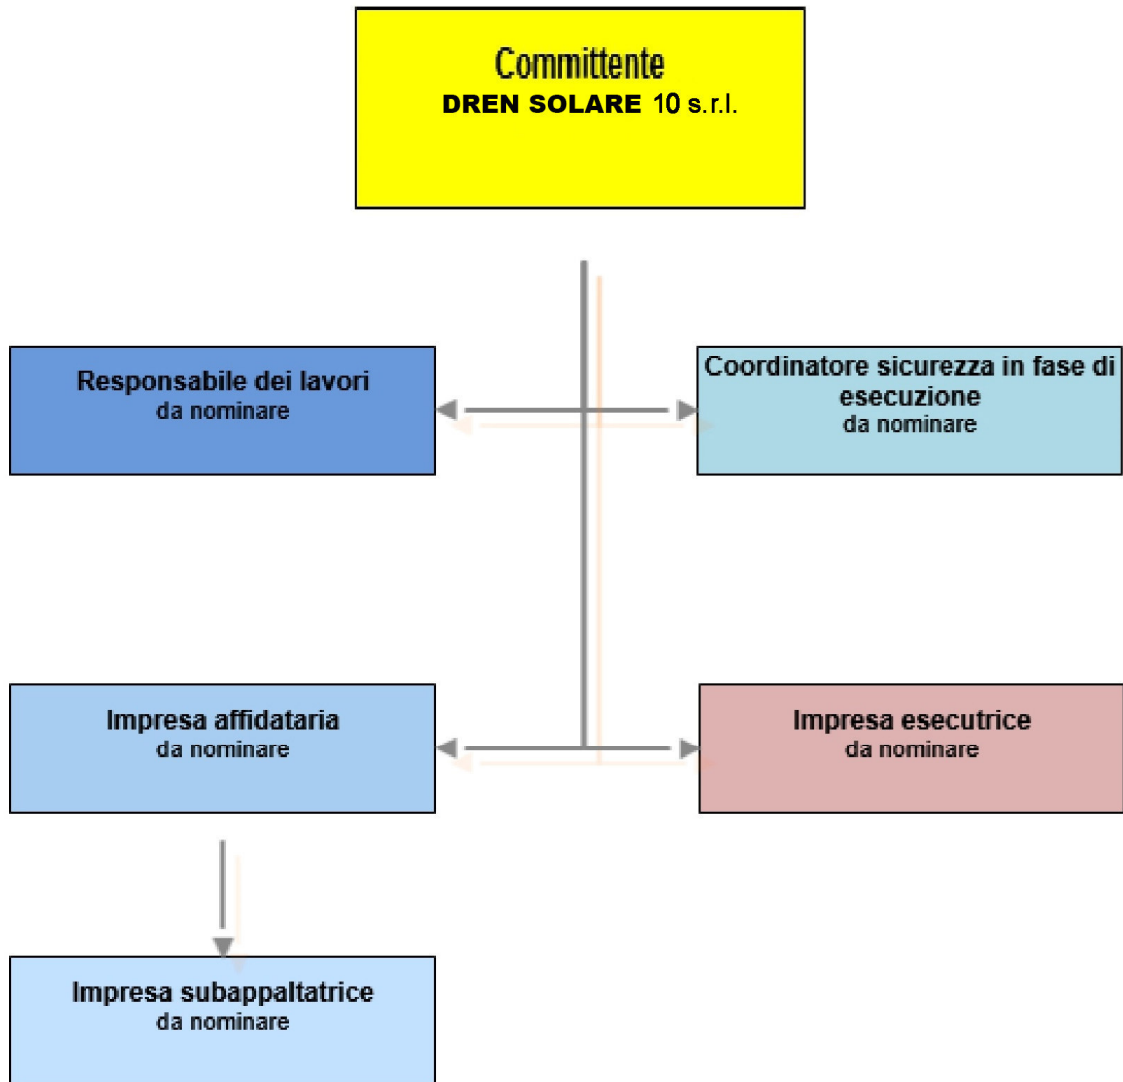 Committente
DREN SOLARE 10 s.r.l.
Responsabile dei lavori
da nominare
Coordinatore sicurezza in fase di
esecuzione
da nominare
Impresa affidataria
da nominare
Impresa esecutrice
da nominare
Impresa subappaltatrice
da nominare